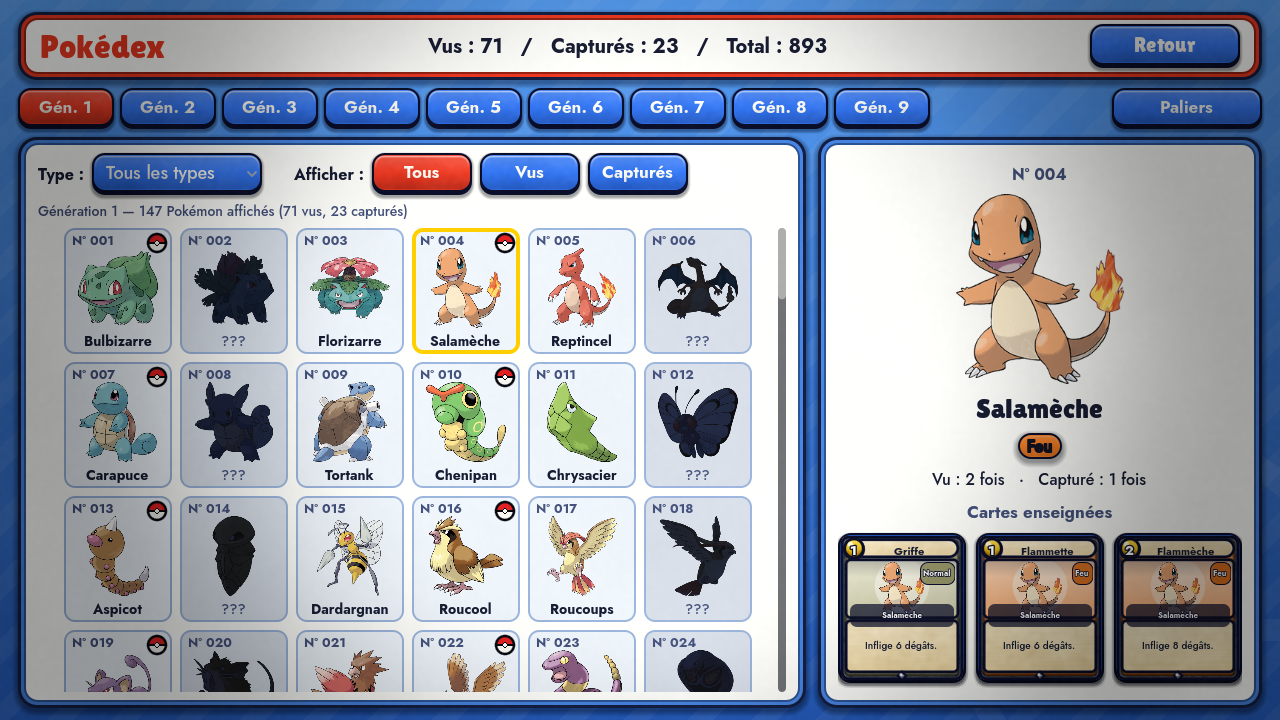 Pokédex
Vus : 71 / Capturés : 23 / Total : 893
Retour
Gén. 1
Gén. 2
Gén. 3
Gén. 4
Gén. 5
Gén. 6
Gén. 7
Gén. 8
Gén. 9
Paliers
Type :
Tous les types
Afficher :
Tous
Vus
Capturés
Génération 1 — 147 Pokémon affichés (71 vus, 23 capturés)
N° 001
Bulbizarre
N° 002
???
N° 003
Florizarre
N° 004
Salamèche
N° 005
Reptincel
N° 006
???
N° 007
Carapuce
N° 008
???
N° 009
Tortank
N° 010
Chenipan
N° 011
Chrysacier
N° 012
???
N° 013
Aspicot
N° 014
???
N° 015
Dardargnan
N° 016
Roucool
N° 017
Roucoups
N° 018
???
N° 019
N° 020
N° 021
N° 022
N° 023
N° 024
N° 004
Salamèche
Feu
Vu : 2 fois · Capturé : 1 fois
Cartes enseignées
1
Griffe
Normal
Salamèche
Inflige 6 dégâts.
1
Flammette
Feu
Salamèche
Inflige 6 dégâts.
2
Flammèche
Feu
Salamèche
Inflige 8 dégâts.